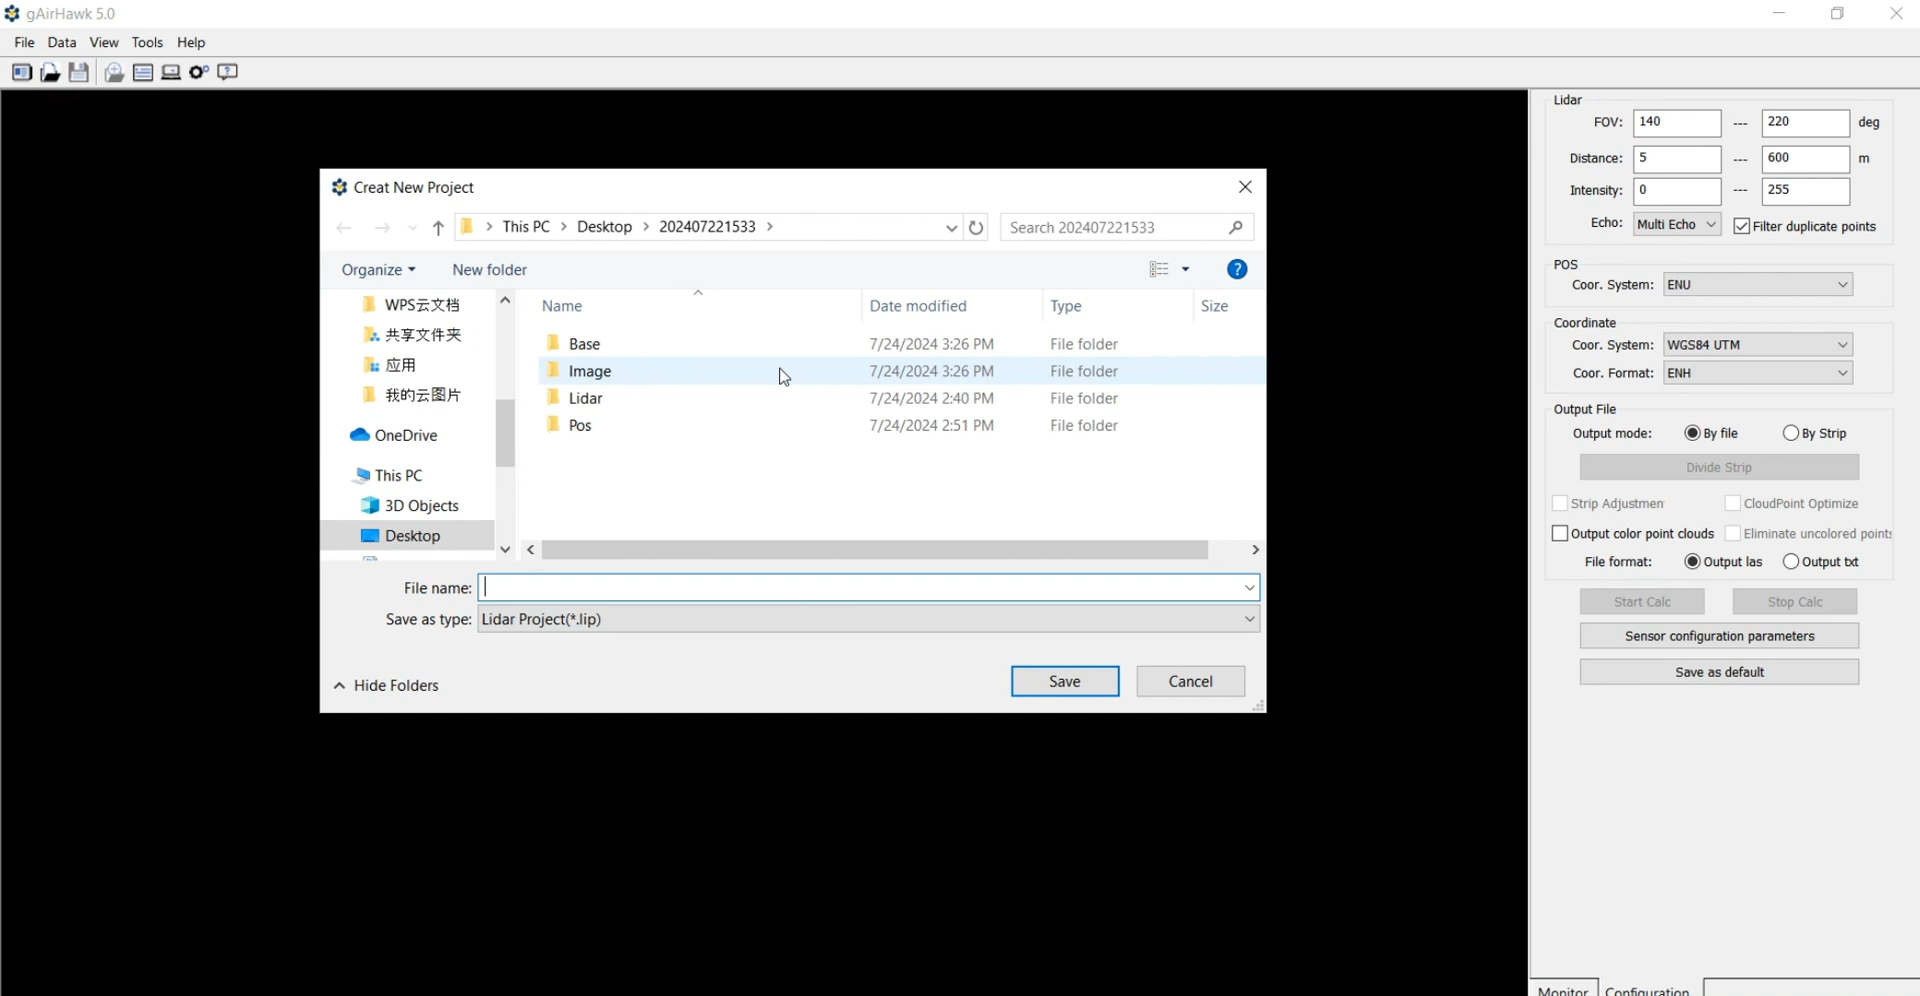 gAirHawk 5.0
File Data View Tools Help
Creat New Project
This PC > Desktop > 202407221533 >
Search 202407221533
Organize
New folder
WPS云文档
共享文件夹
应用
我的云图片
OneDrive
This PC
3D Objects
Desktop
Name Date modified Type Size
Base 7/24/2024 3:26 PM File folder
Image 7/24/2024 3:26 PM File folder
Lidar 7/24/2024 2:40 PM File folder
Pos 7/24/2024 2:51 PM File folder
File name:
Save as type: Lidar Project(*.lip)
Hide Folders
Save
Cancel
Lidar
FOV: 140 --- 220 deg
Distance: 5 --- 600 m
Intensity: 0 --- 255
Echo: Multi Echo Filter duplicate points
POS
Coor. System: ENU
Coordinate
Coor. System: WGS84 UTM
Coor. Format: ENH
Output File
Output mode: By file By Strip
Divide Strip
Strip Adjustmen CloudPoint Optimize
Output color point clouds Eliminate uncolored points
File format: Output las Output txt
Start Calc Stop Calc
Sensor configuration parameters
Save as default
Monitor Configuration